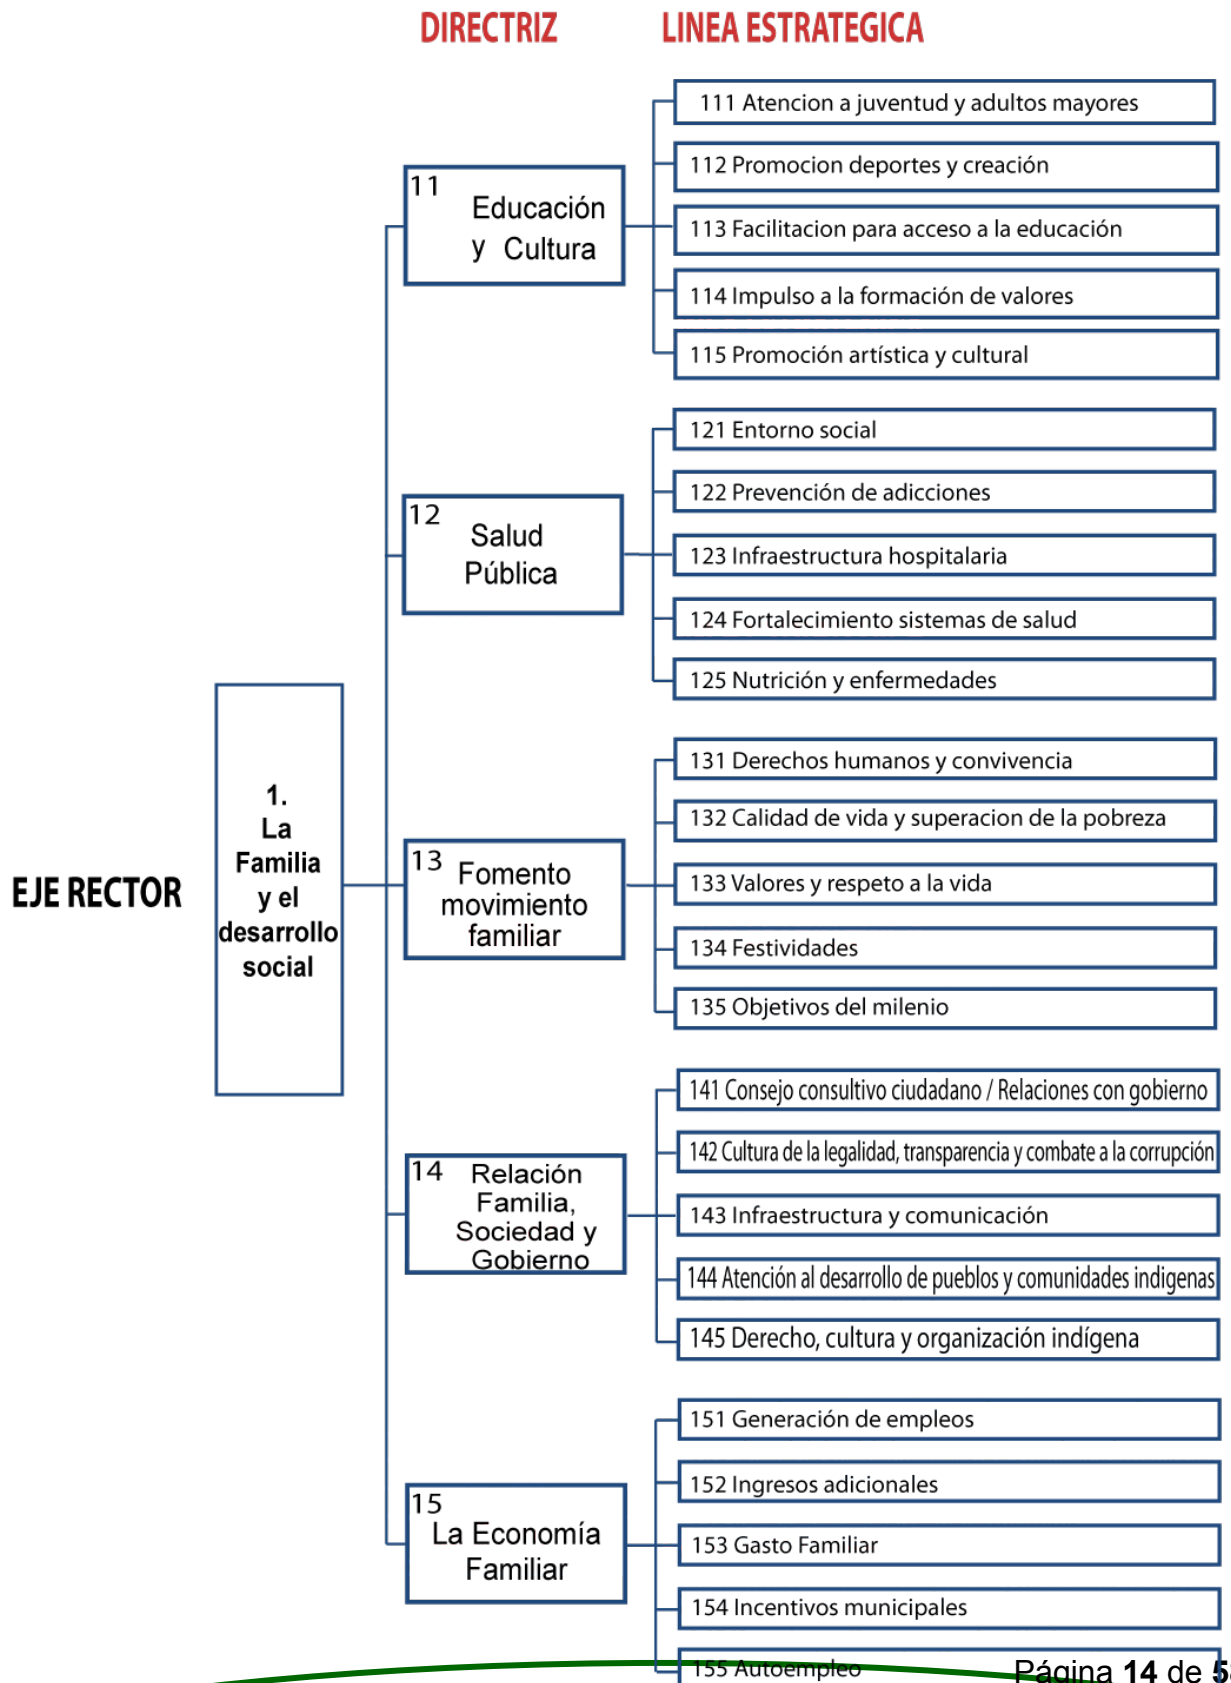 DIRECTRIZ LINEA ESTRATEGICA
EJE RECTOR
1.
La
Familia
y el
desarrollo
social
11
Educación
y Cultura
111 Atencion a juventud y adultos mayores
112 Promocion deportes y creación
113 Facilitacion para acceso a la educación
114 Impulso a la formación de valores
115 Promoción artística y cultural
12
Salud
Pública
121 Entorno social
122 Prevención de adicciones
123 Infraestructura hospitalaria
124 Fortalecimiento sistemas de salud
125 Nutrición y enfermedades
13
Fomento
movimiento
familiar
131 Derechos humanos y convivencia
132 Calidad de vida y superacion de la pobreza
133 Valores y respeto a la vida
134 Festividades
135 Objetivos del milenio
14
Relación
Familia,
Sociedad y
Gobierno
141 Consejo consultivo ciudadano / Relaciones con gobierno
142 Cultura de la legalidad, transparencia y combate a la corrupción
143 Infraestructura y comunicación
144 Atención al desarrollo de pueblos y comunidades indigenas
145 Derecho, cultura y organización indígena
15
La Economía
Familiar
151 Generación de empleos
152 Ingresos adicionales
153 Gasto Familiar
154 Incentivos municipales
155 Autoempleo
Página 14 de